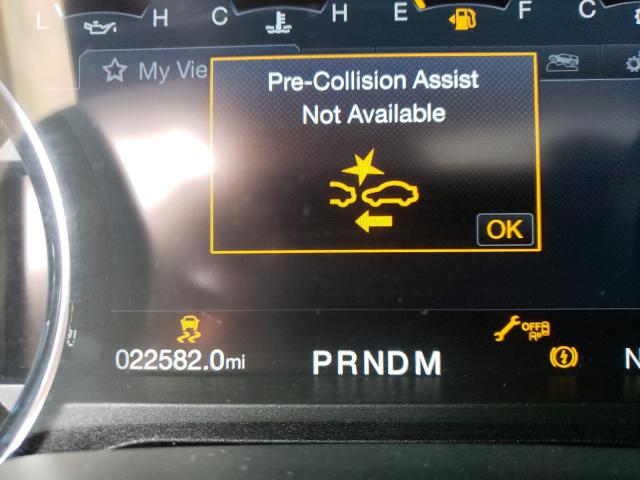 L H C H E F C
My Vie
Pre-Collision Assist
Not Available
OK
OFF
022582.0mi PRNDM N